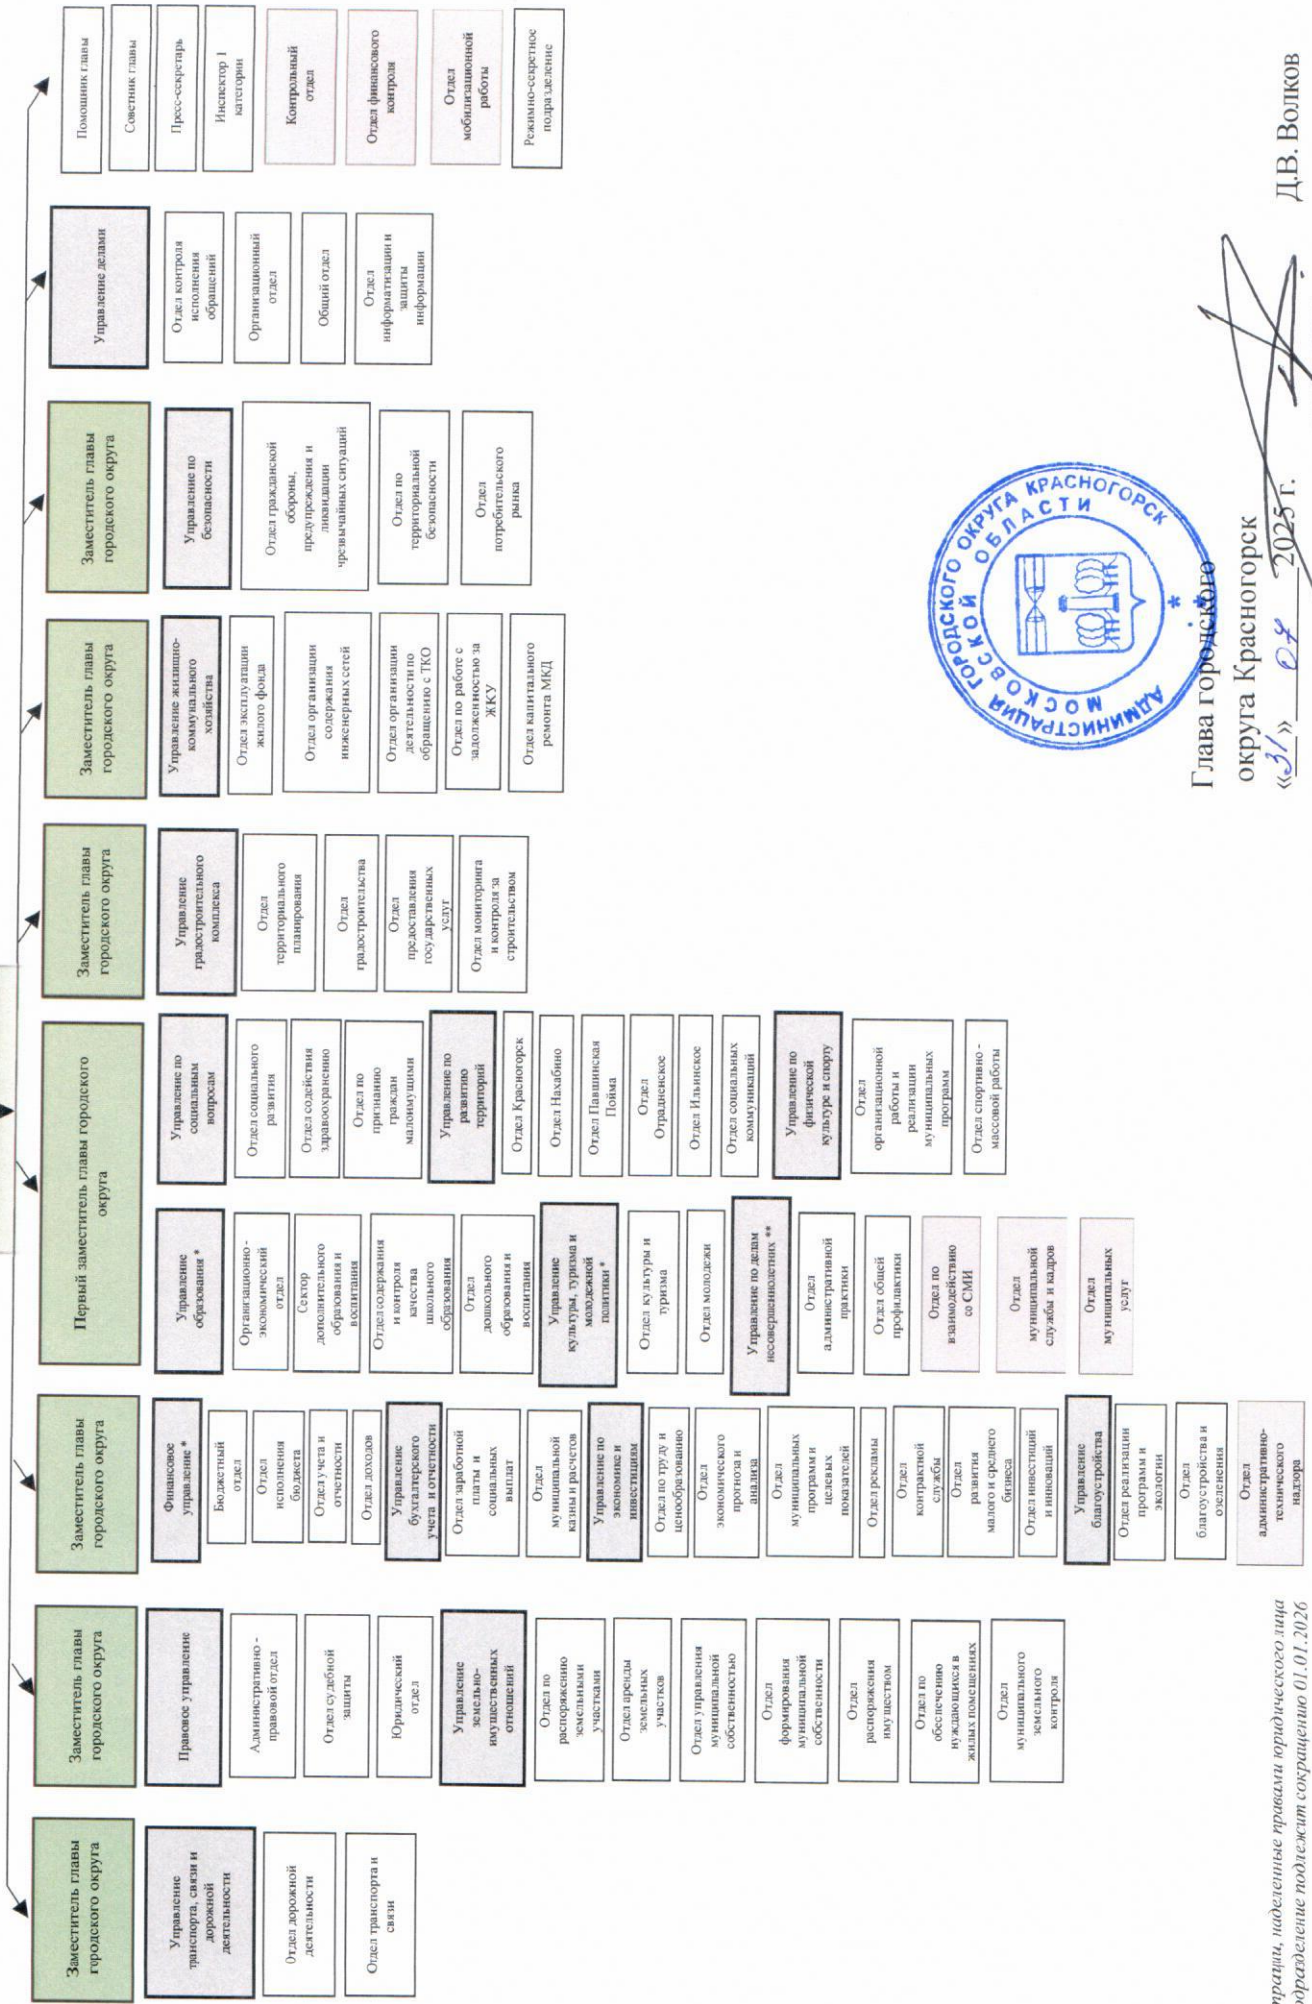 Заместитель главы
городского округа
Управление
транспорта, связи и
дорожной
деятельности
Отдел дорожной
деятельности
Отдел транспорта и
связи
Заместитель главы
городского округа
Правовое управление
Административно -
правовой отдел
Отдел судебной
защиты
Юридический
отдел
Управление
земельно-
имущественных
отношений
Отдел по
распоряжению
земельными
участками
Отдел аренды
земельных
участков
Отдел управления
муниципальной
собственностью
Отдел
формирования
муниципальной
собственности
Отдел
распоряжения
имуществом
Отдел по
обеспечению
нуждающихся в
жилых помещениях
Отдел
муниципального
земельного
контроля
Заместитель главы
городского округа
Финансовое
управление *
Бюджетный
отдел
Отдел
исполнения
бюджета
Отдел учета и
отчетности
Отдел доходов
Управление
бухгалтерского
учета и отчетности
Отдел заработной
платы и
социальных
выплат
Отдел
муниципальной
казны и расчетов
Управление по
экономике и
инвестициям
Отдел по труду и
ценообразованию
Отдел
экономического
прогноза и
анализа
Отдел
муниципальных
программ и
целевых
показателей
Отдел рекламы
Отдел
контрактной
службы
Отдел
развития
малого и среднего
бизнеса
Отдел инвестиций
и инноваций
Управление
благоустройства
Отдел реализации
программ и
экологии
Отдел
благоустройства и
озеленения
Отдел
административно-
технического
надзора
Первый заместитель главы городского
округа
Управление
образования *
Организационно -
экономический
отдел
Сектор
дополнительного
образования и
воспитания
Отдел содержания
и контроля
качества
школьного
образования
Отдел
дошкольного
образования и
воспитания
Управление
культуры, туризма и
молодежной
политики*
Отдел культуры и
туризма
Отдел молодежи
Управление по делам
несовершеннолетних **
Отдел
административной
практики
Отдел общей
профилактики
Отдел по
взаимодействию
со СМИ
Отдел
муниципальной
службы и кадров
Отдел
муниципальных
услуг
Управление по
социальным
вопросам
Отдел социального
развития
Отдел содействия
здравоохранению
Отдел по
признанию
граждан
малоимущими
Управление по
развитию
территорий
Отдел Красногорск
Отдел Нахабино
Отдел Павшинская
Пойма
Отдел
Отрадненское
Отдел Ильинское
Отдел социальных
коммуникаций
Управление по
физической
культуре и спорту
Отдел
организационной
работы и
реализации
муниципальных
программ
Отдел спортивно -
массовой работы
Заместитель главы
городского округа
Управление
градостроительного
комплекса
Отдел
территориального
планирования
Отдел
градостроительства
Отдел
предоставления
государственных
услуг
Отдел мониторинга
и контроля за
строительством
Заместитель главы
городского округа
Управление жилищно-
коммунального
хозяйства
Отдел эксплуатации
жилого фонда
Отдел организации
содержания
инженерных сетей
Отдел организации
деятельности по
обращению с ТКО
Отдел по работе с
задолженностью за
ЖКУ
Отдел капитального
ремонта МКД
Заместитель главы
городского округа
Управление по
безопасности
Отдел гражданской
обороны,
предупреждения и
ликвидации
чрезвычайных ситуаций
Отдел по
территориальной
безопасности
Отдел
потребительского
рынка
Управление делами
Отдел контроля
исполнения
обращений
Организационный
отдел
Общий отдел
Отдел
информатизации и
защиты
информации
Помощник главы
Советник главы
Пресс-секретарь
Инспектор 1
категории
Контрольный
отдел
Отдел финансового
контроля
Отдел
мобилизационной
работы
Режимно-секретное
подразделение
трации, наделенные правами юридического лица
одразделение подлежит сокращению 01.01.2026
АДМИНИСТРАЦИЯ ГОРОДСКОГО ОКРУГА КРАСНОГОРСК
МОСКОВСКОЙ ОБЛАСТИ
Глава городского
округа Красногорск
«31» 07 2025 г. Д.В. Волков